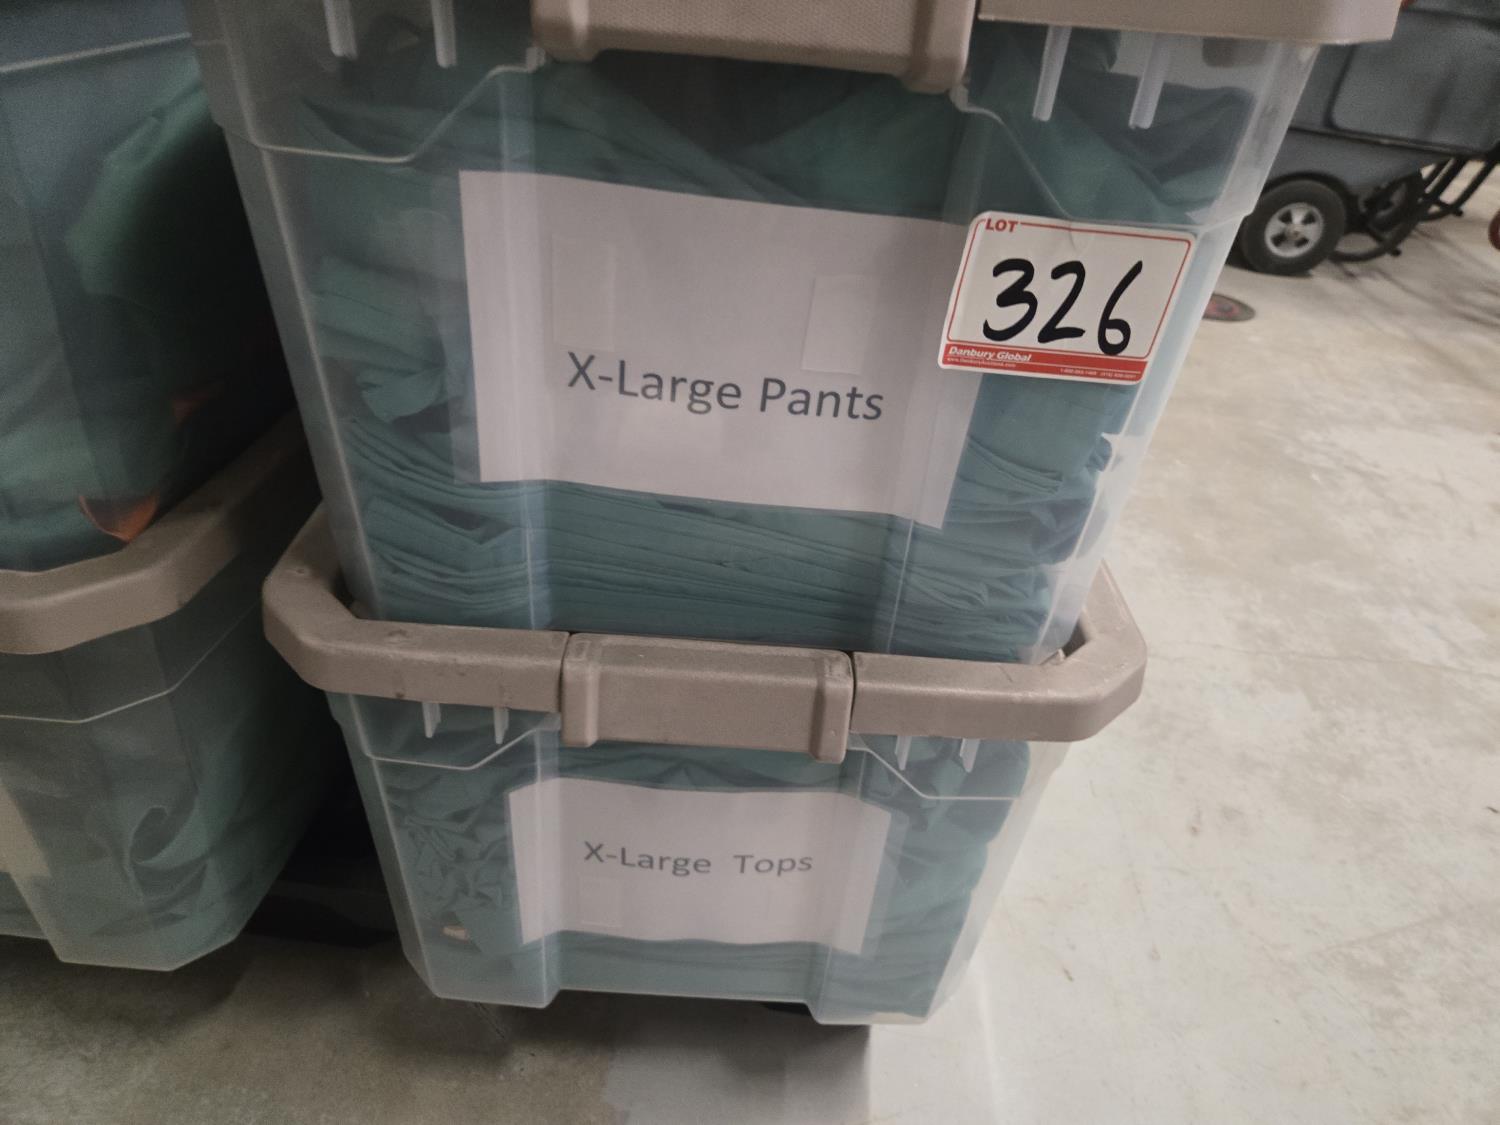 LOT
326
Danbury Global
X-Large Pants
X-Large Tops